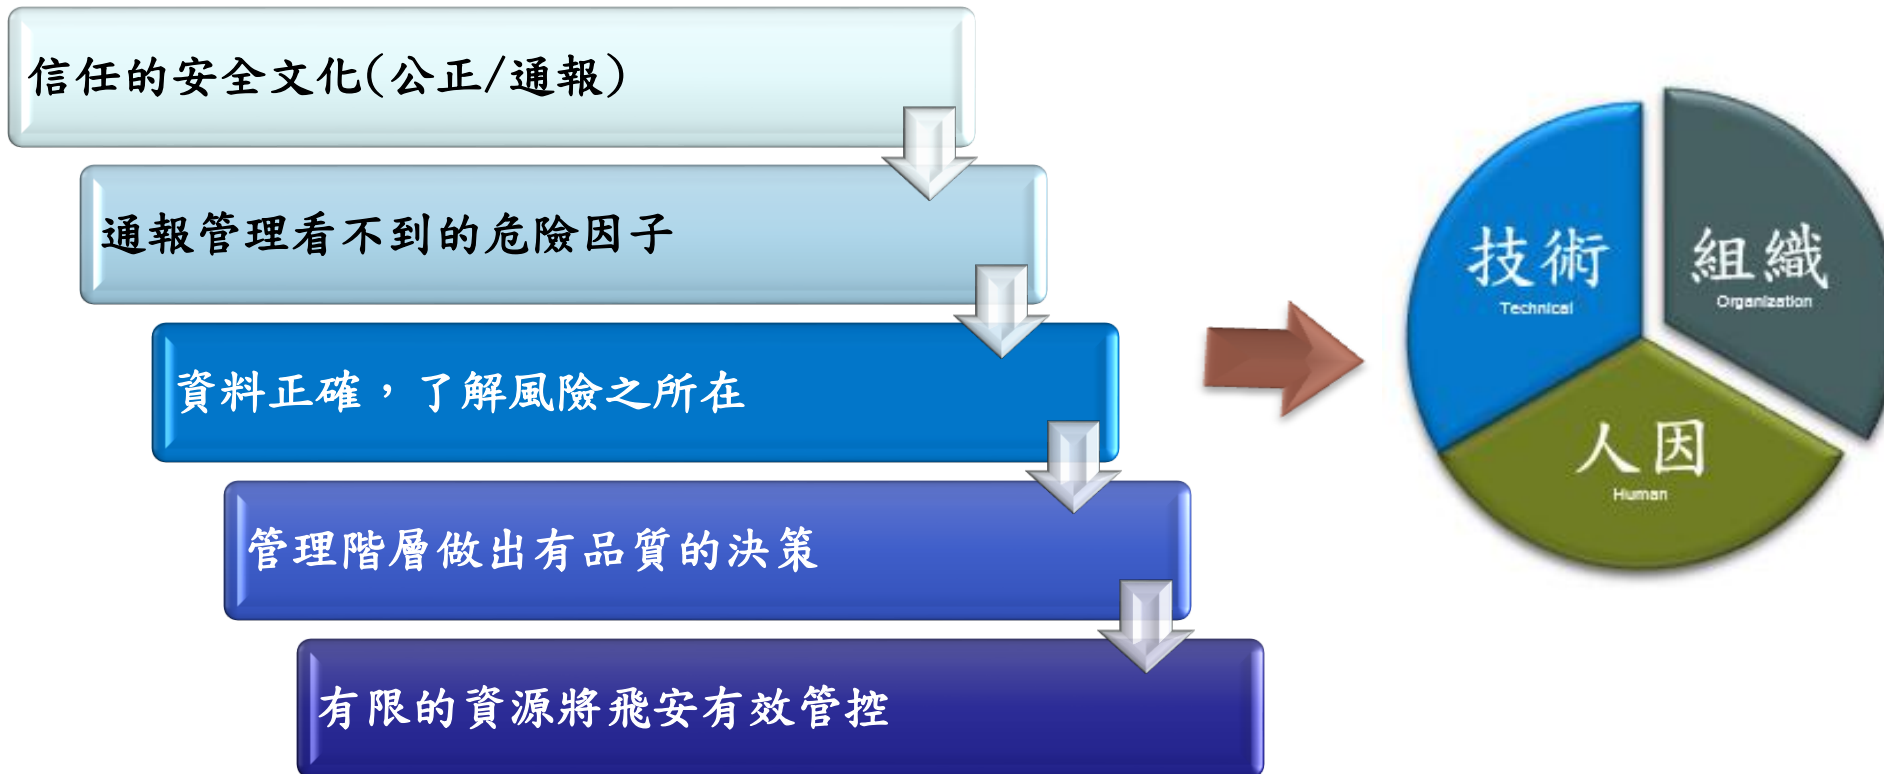 信任的安全文化(公正/通報)
通報管理看不到的危險因子
資料正確，了解風險之所在
管理階層做出有品質的決策
有限的資源將飛安有效管控
技術
Technical
組織
Organization
人因
Human